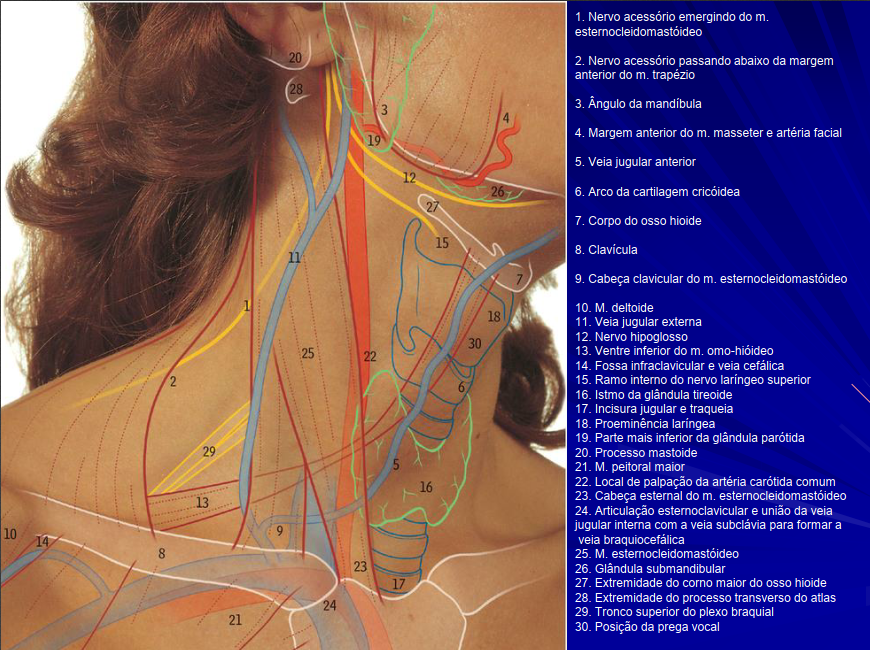 20
28
3
4
19
12
26
27
15
7
11
1
18
25
22
30
2
6
29
5
16
13
10
14
9
8
23
17
24
21
1. Nervo acessório emergindo do m.
esternocleidomastóideo
2. Nervo acessório passando abaixo da margem
anterior do m. trapézio
3. Ângulo da mandíbula
4. Margem anterior do m. masseter e artéria facial
5. Veia jugular anterior
6. Arco da cartilagem cricóidea
7. Corpo do osso hioide
8. Clavícula
9. Cabeça clavicular do m. esternocleidomastóideo
10. M. deltoide
11. Veia jugular externa
12. Nervo hipoglosso
13. Ventre inferior do m. omo-hióideo
14. Fossa infraclavicular e veia cefálica
15. Ramo interno do nervo laríngeo superior
16. Istmo da glândula tireoide
17. Incisura jugular e traqueia
18. Proeminência laríngea
19. Parte mais inferior da glândula parótida
20. Processo mastoide
21. M. peitoral maior
22. Local de palpação da artéria carótida comum
23. Cabeça esternal do m. esternocleidomastóideo
24. Articulação esternoclavicular e união da veia
jugular interna com a veia subclávia para formar a
veia braquiocefálica
25. M. esternocleidomastóideo
26. Glândula submandibular
27. Extremidade do corno maior do osso hioide
28. Extremidade do processo transverso do atlas
29. Tronco superior do plexo braquial
30. Posição da prega vocal